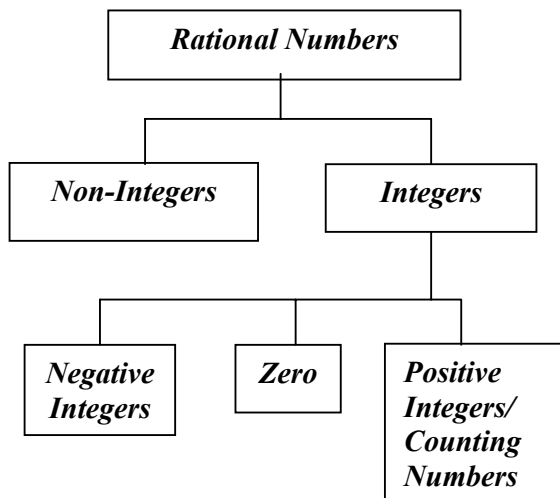 Rational Numbers
Non-Integers
Integers
Negative
Integers
Zero
Positive
Integers/
Counting
Numbers